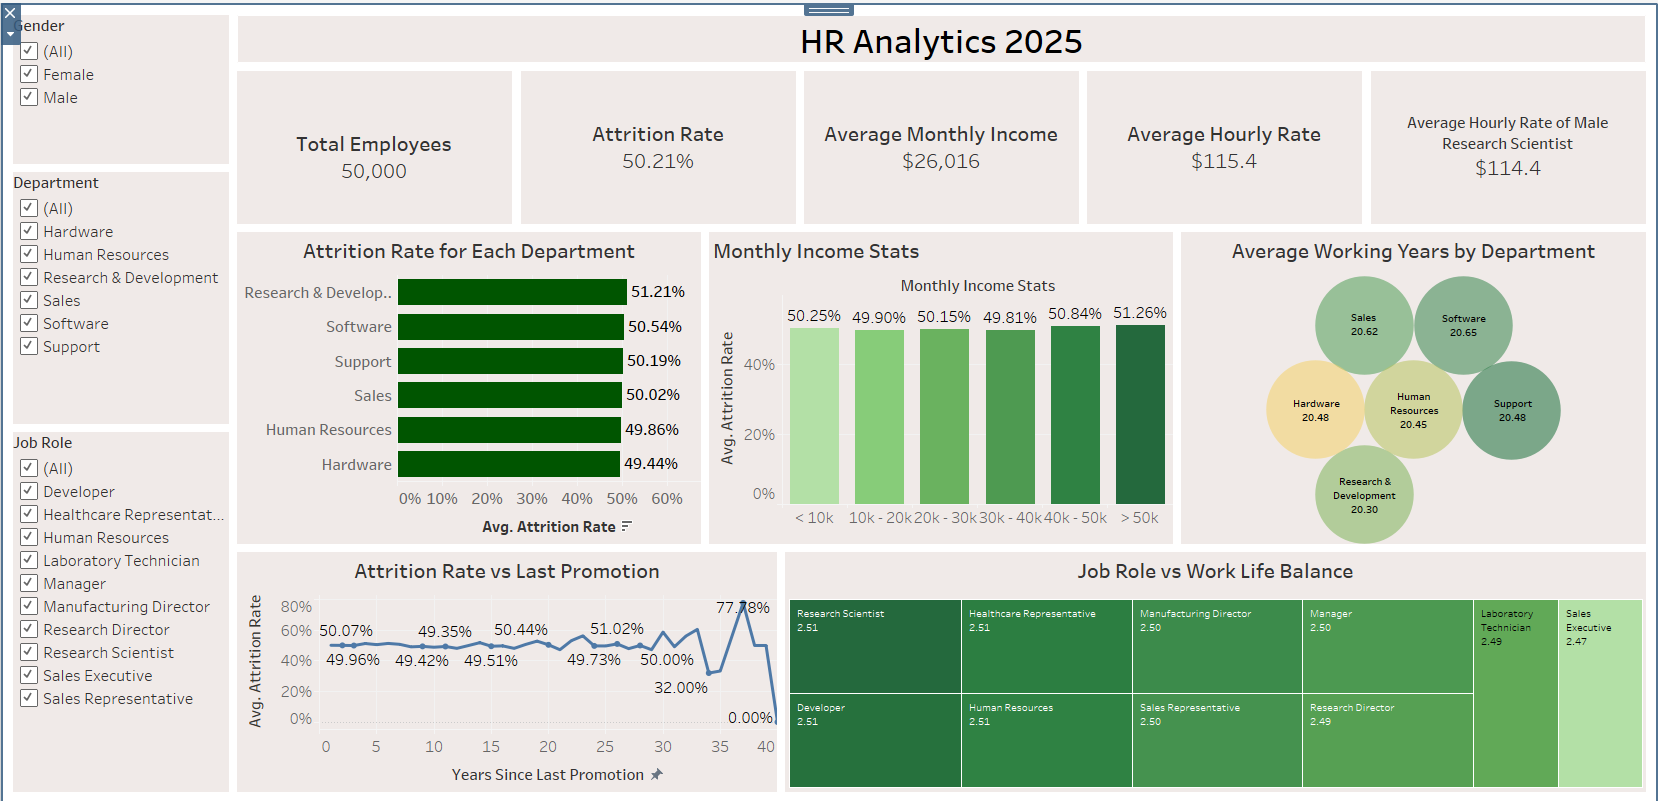 Gender
(All)
Female
Male
Department
(All)
Hardware
Human Resources
Research & Development
Sales
Software
Support
Job Role
(All)
Developer
Healthcare Representat...
Human Resources
Laboratory Technician
Manager
Manufacturing Director
Research Director
Research Scientist
Sales Executive
Sales Representative
HR Analytics 2025
Total Employees
50,000
Attrition Rate
50.21%
Average Monthly Income
$26,016
Average Hourly Rate
$115.4
Average Hourly Rate of Male
Research Scientist
$114.4
Attrition Rate for Each Department
Research & Develop.. 51.21%
Software 50.54%
Support 50.19%
Sales 50.02%
Human Resources 49.86%
Hardware 49.44%
0% 10% 20% 30% 40% 50% 60%
Avg. Attrition Rate
Monthly Income Stats
Monthly Income Stats
50.25% 49.90% 50.15% 49.81% 50.84% 51.26%
Avg. Attrition Rate
40%
20%
0%
< 10k 10k - 20k 20k - 30k 30k - 40k 40k - 50k > 50k
Average Working Years by Department
Sales
20.62
Software
20.65
Hardware
20.48
Human
Resources
20.45
Support
20.48
Research &
Development
20.30
Attrition Rate vs Last Promotion
Avg. Attrition Rate
80%
60%
40%
20%
0%
77.78%
50.07% 49.35% 50.44% 51.02%
49.96% 49.42% 49.51% 49.73% 50.00%
32.00%
0.00%
0 5 10 15 20 25 30 35 40
Years Since Last Promotion
Job Role vs Work Life Balance
Research Scientist
2.51
Healthcare Representative
2.51
Manufacturing Director
2.50
Manager
2.50
Laboratory
Technician
2.49
Sales
Executive
2.47
Developer
2.51
Human Resources
2.51
Sales Representative
2.50
Research Director
2.49